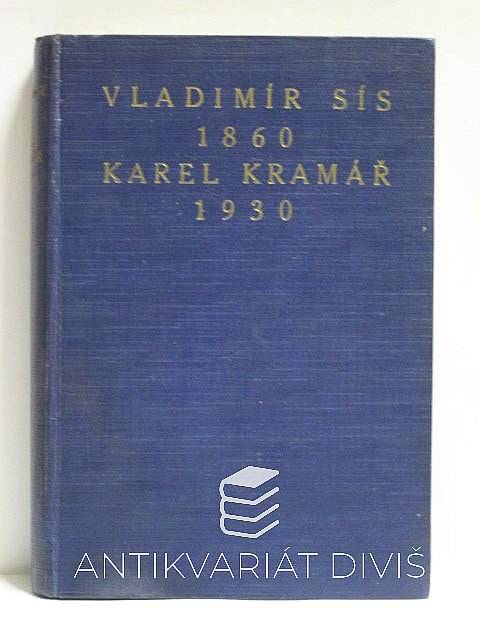 VLADIMÍR SÍS
1860
KAREL KRAMÁŘ
1930
ANTIKVARIÁT DIVIŠ